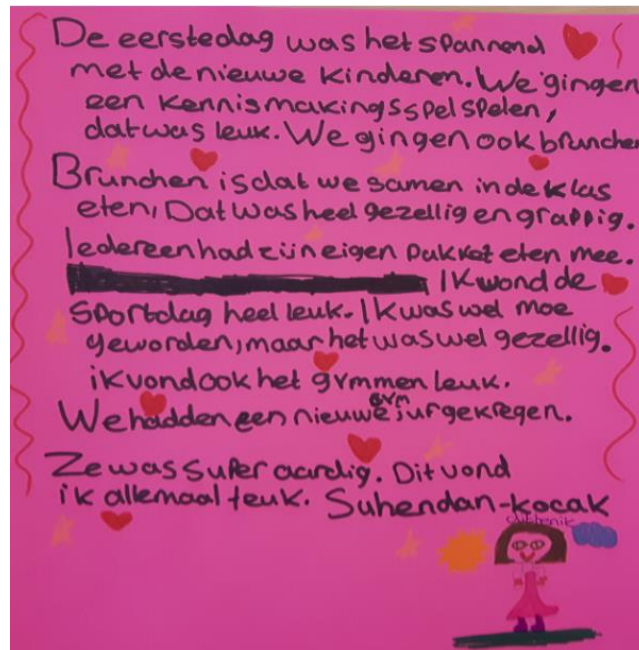 De eerstedag was het spannend
met de nieuwe kinderen. We gingen
een kennismakingsspel spelen,
dat was leuk. We gingen ook brunchen
Brunchen is dat we samen in de klas
eten, Dat was heel gezellig en grappig.
Iedereen had zijn eigen pakket eten mee.
Ik vond de
sportdag heel leuk. Ik was wel moe
geworden, maar het was wel gezellig.
ik vond ook het gymmen leuk.
We hadden een nieuwe gym jur gekregen.
Ze was super aardig. Dit vond
ik allemaal leuk. Suhendan-kocak
dit ben ik